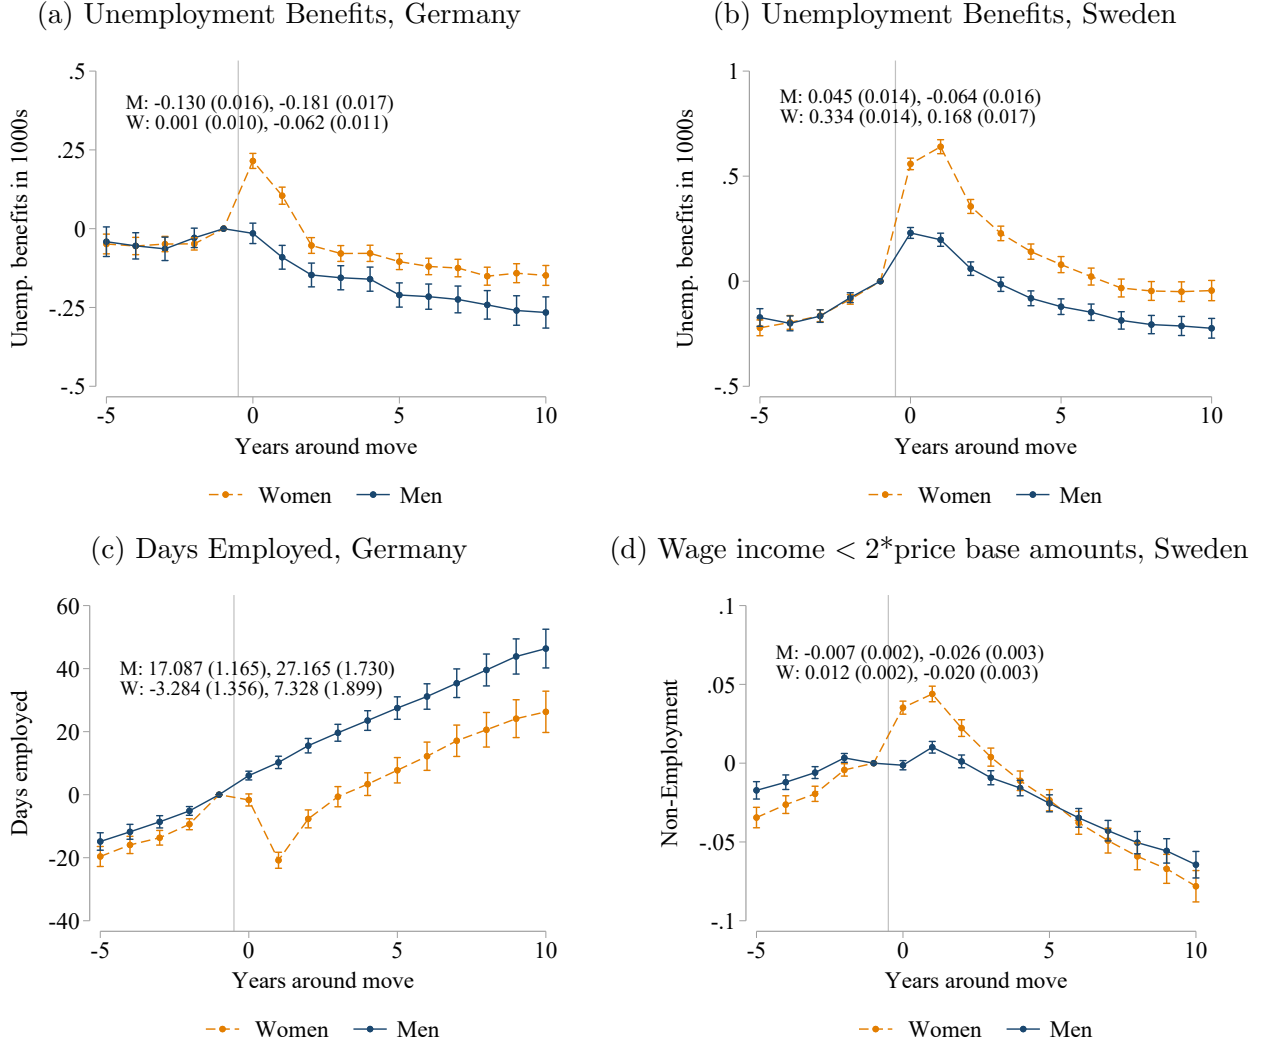 (a) Unemployment Benefits, Germany
Unemp. benefits in 1000s
.5
.25
0
-.25
-.5
M: -0.130 (0.016), -0.181 (0.017)
W: 0.001 (0.010), -0.062 (0.011)
-5 0 5 10
Years around move
Women Men
(b) Unemployment Benefits, Sweden
Unemp. benefits in 1000s
1
.5
0
-.5
M: 0.045 (0.014), -0.064 (0.016)
W: 0.334 (0.014), 0.168 (0.017)
-5 0 5 10
Years around move
Women Men
(c) Days Employed, Germany
Days employed
60
40
20
0
-20
-40
M: 17.087 (1.165), 27.165 (1.730)
W: -3.284 (1.356), 7.328 (1.899)
-5 0 5 10
Years around move
Women Men
(d) Wage income < 2*price base amounts, Sweden
Non-Employment
.1
.05
0
-.05
-.1
M: -0.007 (0.002), -0.026 (0.003)
W: 0.012 (0.002), -0.020 (0.003)
-5 0 5 10
Years around move
Women Men